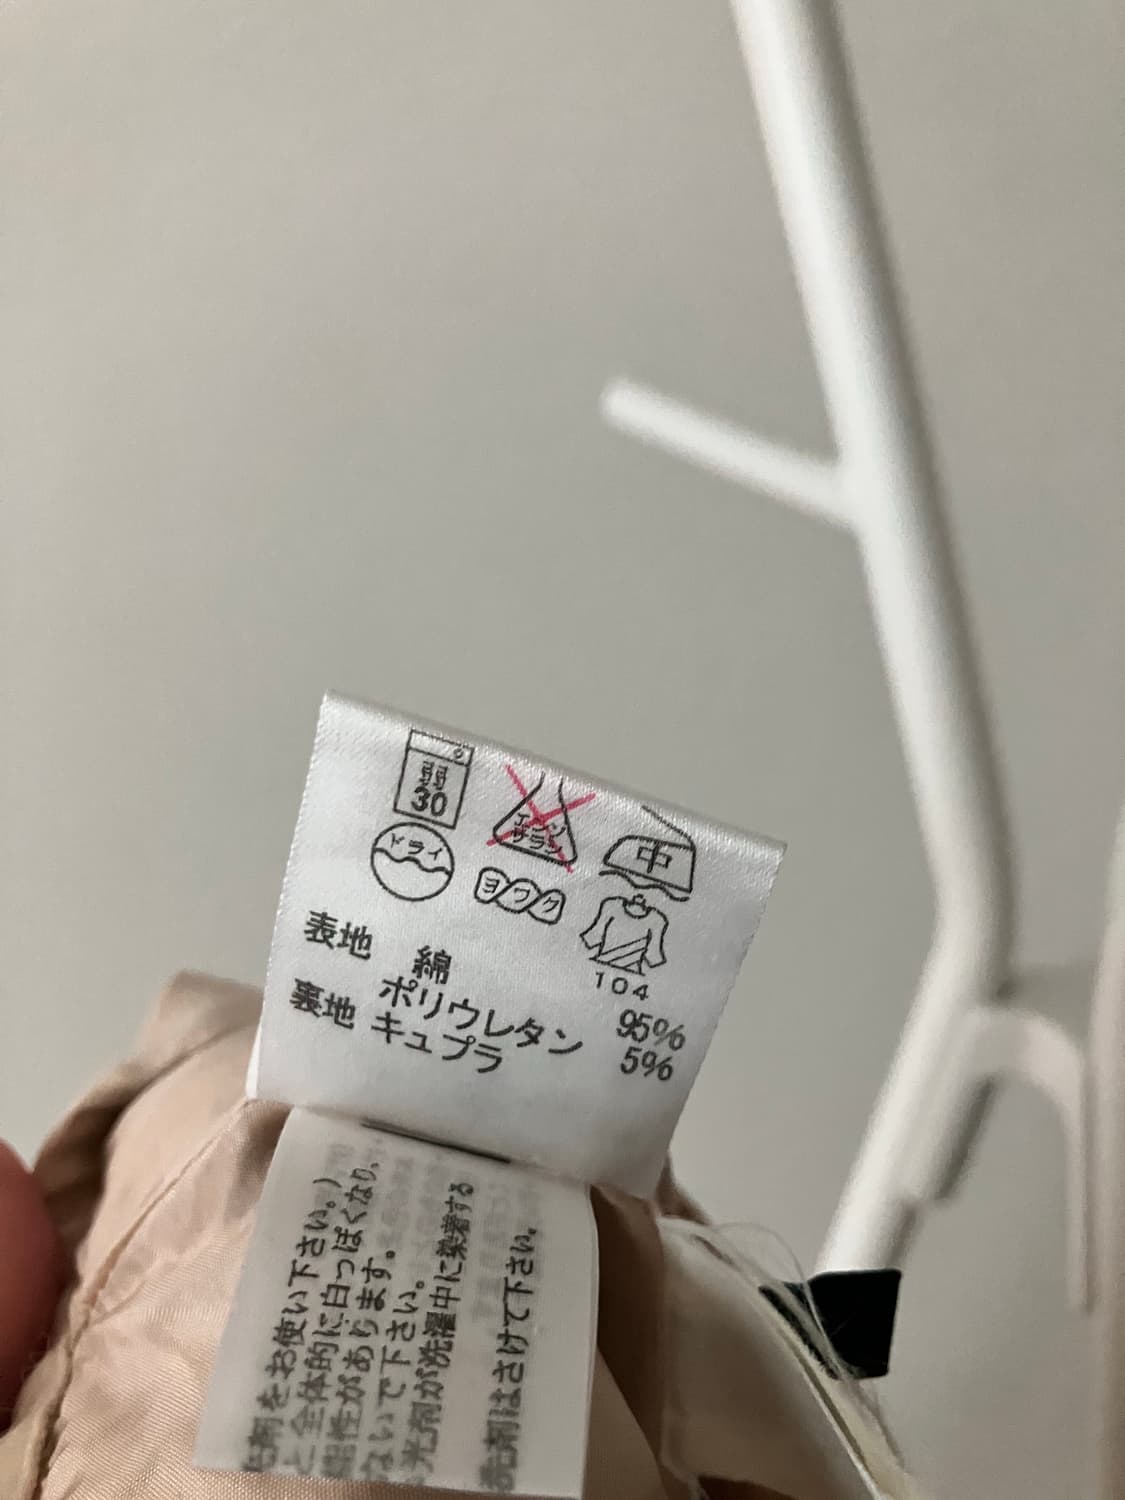 弱
30
エンソ
サラシ
中
ドライ
ヨワク
104
表地 綿 95%
ポリウレタン 5%
裏地 キュプラ
洗剤をお使い下さい。)
と全体的に白っぽくなり、
能性があります。
ないで下さい。
光剤が洗濯中に染着する
洗剤はさけて下さい。